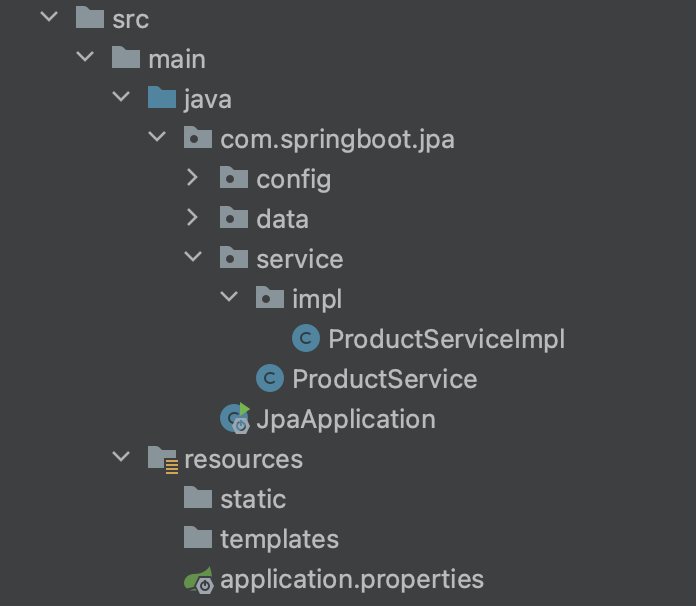 src
main
java
com.springboot.jpa
config
data
service
impl
C ProductServiceImpl
C ProductService
JpaApplication
resources
static
templates
application.properties